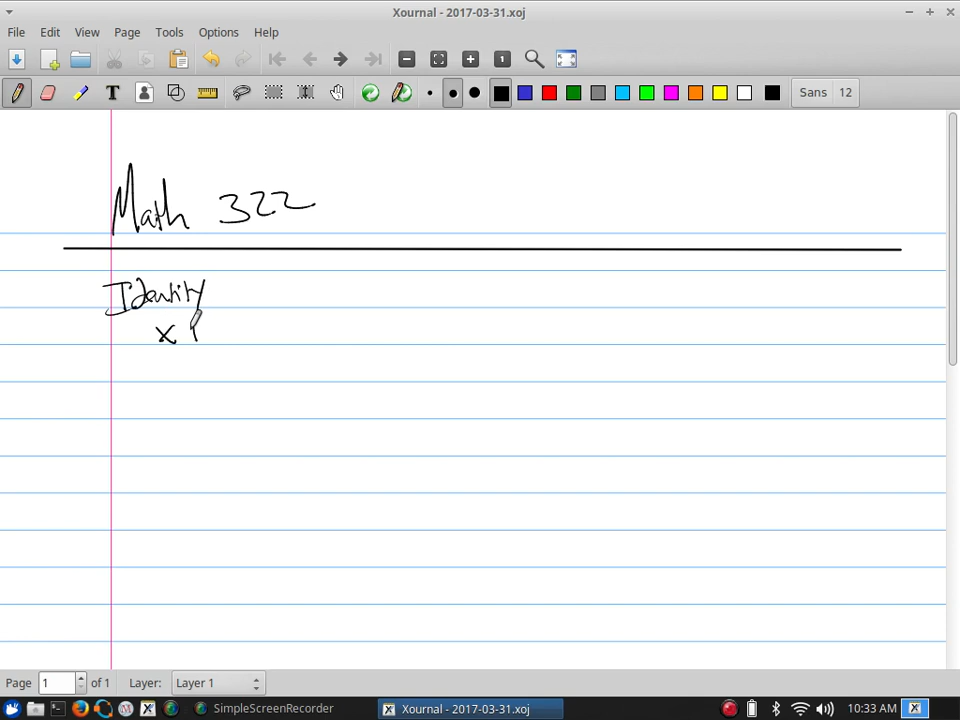 Xournal - 2017-03-31.xoj
File Edit View Page Tools Options Help
1
T Sans 12
Math 322
Identity
x
Page 1 of 1 Layer: Layer 1
SimpleScreenRecorder Xournal - 2017-03-31.xoj 10:33 AM